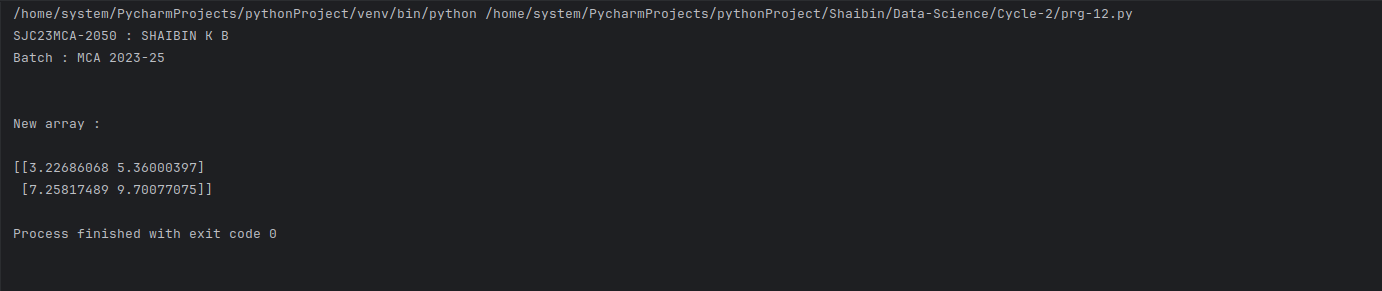 /home/system/PycharmProjects/pythonProject/venv/bin/python /home/system/PycharmProjects/pythonProject/Shaibin/Data-Science/Cycle-2/prg-12.py
SJC23MCA-2050 : SHAIBIN K B
Batch : MCA 2023-25
New array :
[[3.22686068 5.36000397]
 [7.25817489 9.70077075]]
Process finished with exit code 0